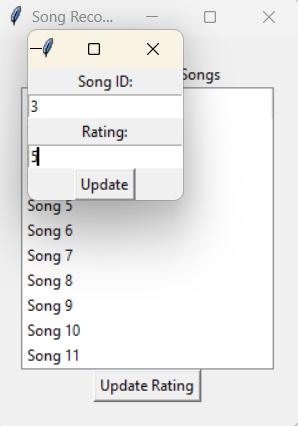 Song Reco...
Song ID:
Songs
3
Rating:
5
Update
Song 5
Song 6
Song 7
Song 8
Song 9
Song 10
Song 11
Update Rating